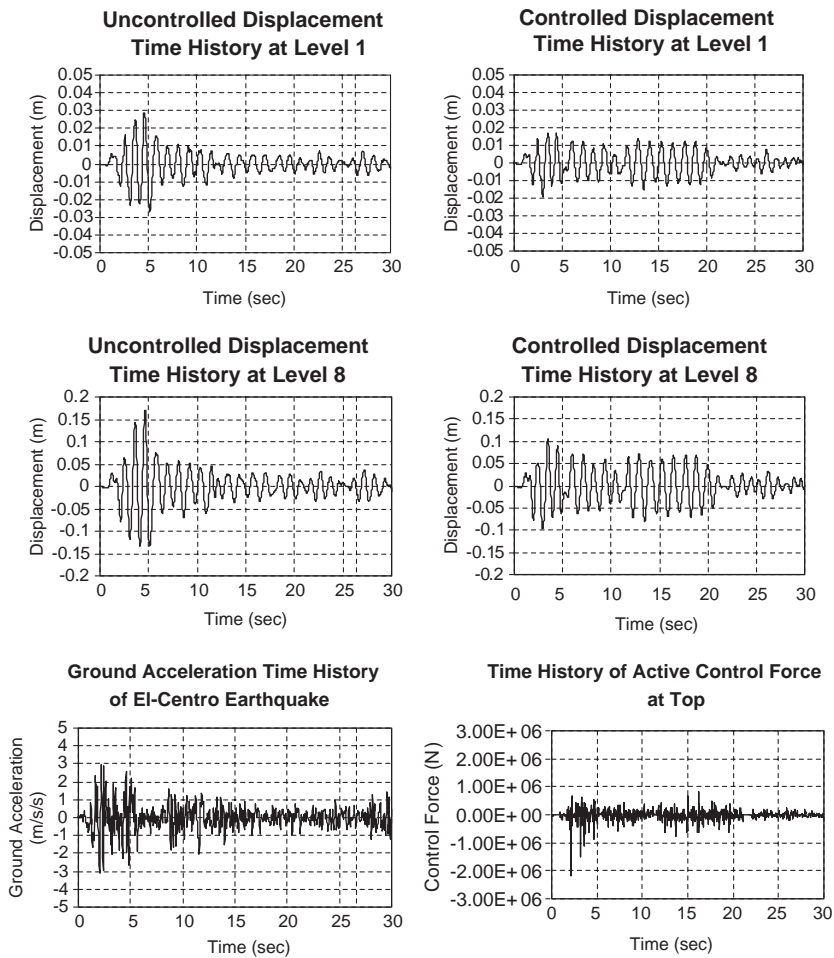 Uncontrolled Displacement
Time History at Level 1
0.05
0.04
0.03
0.02
0.01
0
-0.01
-0.02
-0.03
-0.04
-0.05
Displacement (m)
0 5 10 15 20 25 30
Time (sec)
Controlled Displacement
Time History at Level 1
0.05
0.04
0.03
0.02
0.01
0
-0.01
-0.02
-0.03
-0.04
-0.05
Displacement (m)
0 5 10 15 20 25 30
Time (sec)
Uncontrolled Displacement
Time History at Level 8
0.2
0.15
0.1
0.05
0
-0.05
-0.1
-0.15
-0.2
Displacement (m)
0 5 10 15 20 25 30
Time (sec)
Controlled Displacement
Time History at Level 8
0.2
0.15
0.1
0.05
0
-0.05
-0.1
-0.15
-0.2
Displacement (m)
0 5 10 15 20 25 30
Time (sec)
Ground Acceleration Time History
of El-Centro Earthquake
5
4
3
2
1
0
-1
-2
-3
-4
-5
Ground Acceleration
(m/s/s)
0 5 10 15 20 25 30
Time (sec)
Time History of Active Control Force
at Top
3.00E+06
2.00E+06
1.00E+06
0.00E+00
-1.00E+06
-2.00E+06
-3.00E+06
Control Force (N)
0 5 10 15 20 25 30
Time (sec)